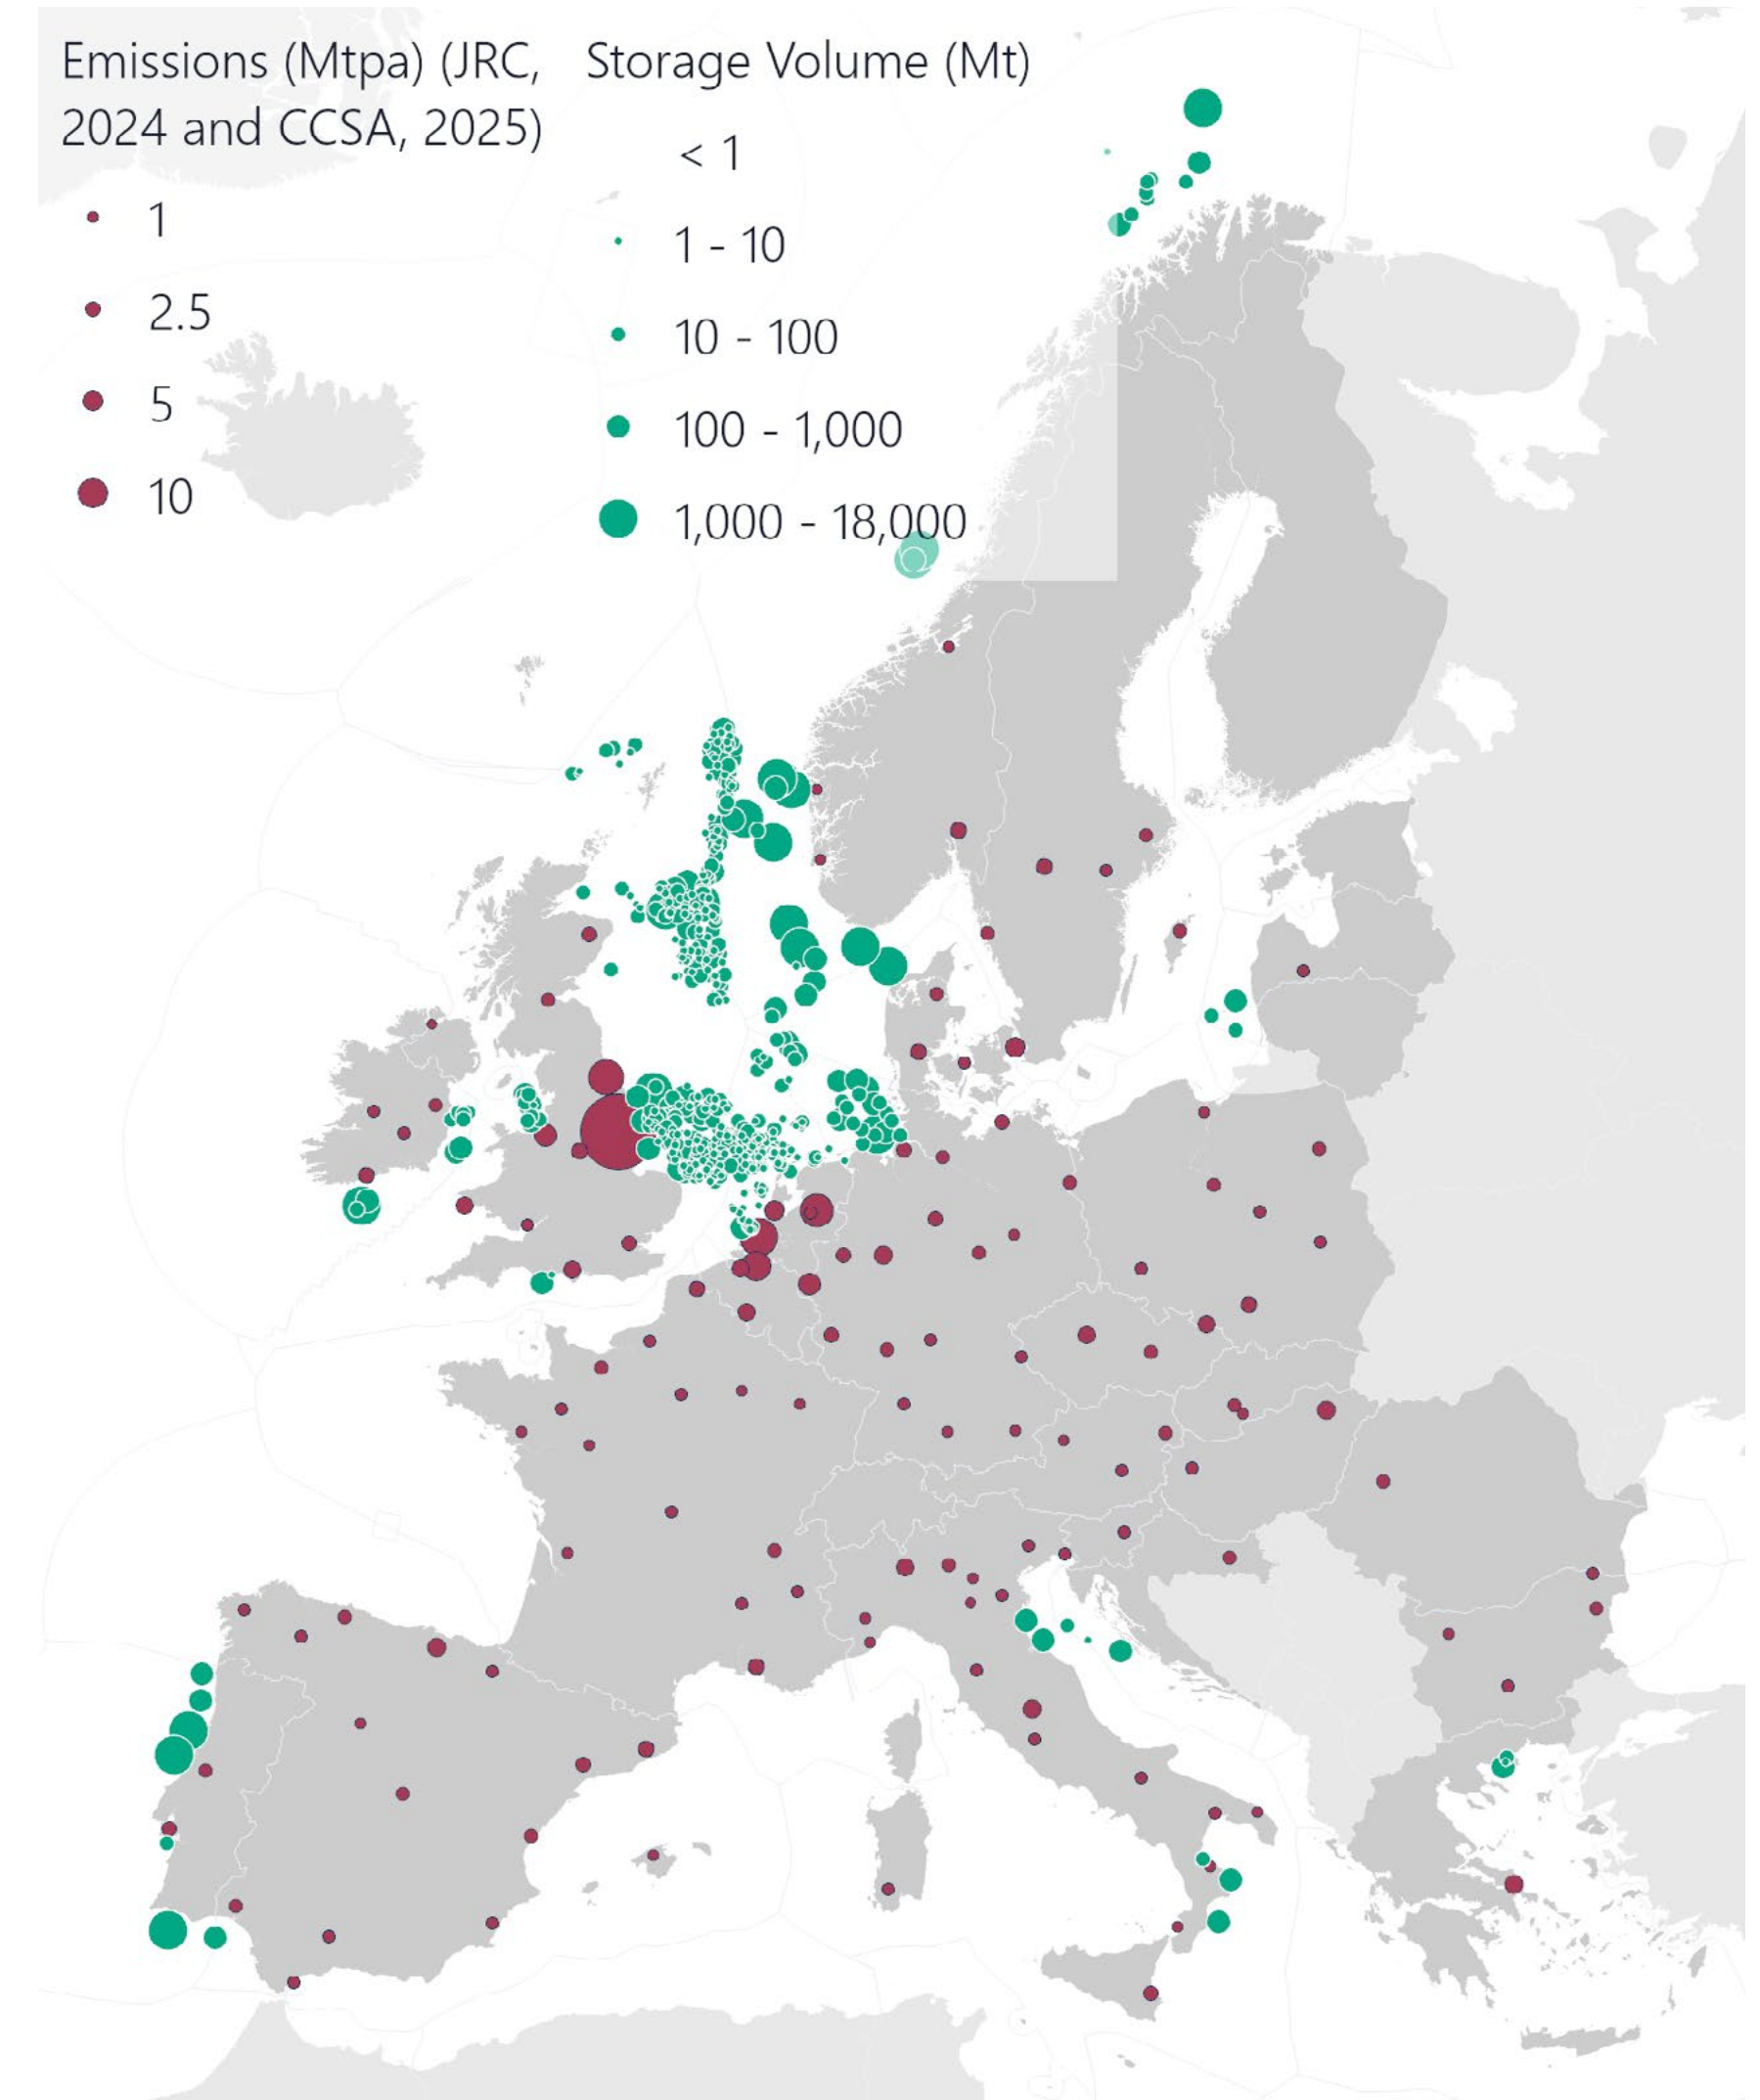 Emissions (Mtpa) (JRC,
2024 and CCSA, 2025)
1
2.5
5
10
Storage Volume (Mt)
< 1
1 - 10
10 - 100
100 - 1,000
1,000 - 18,000